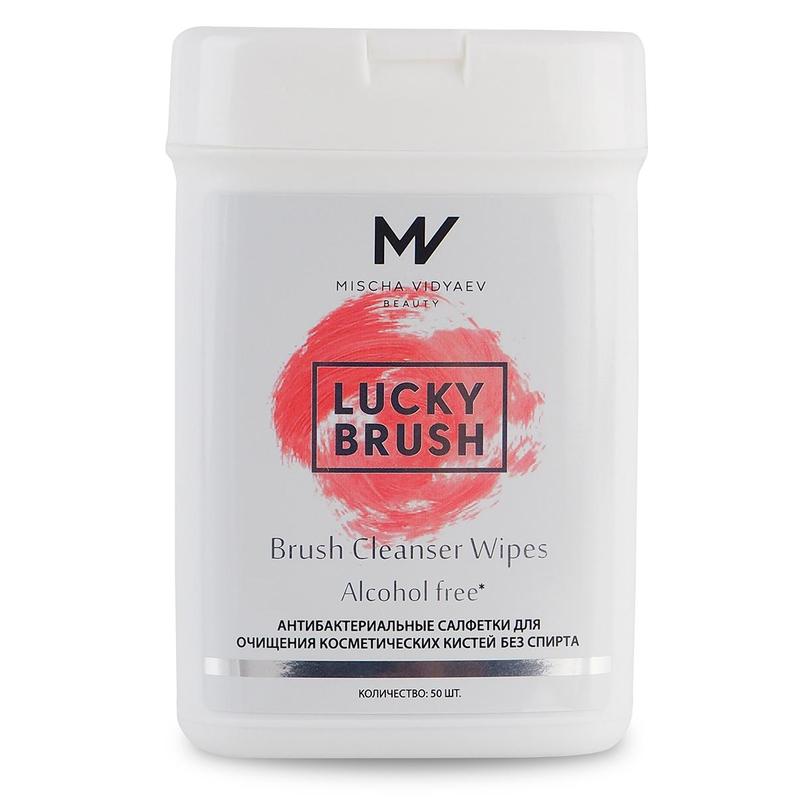 MV
MISCHA VIDYAEV
BEAUTY
LUCKY
BRUSH
Brush Cleanser Wipes
Alcohol free*
АНТИБАКТЕРИАЛЬНЫЕ САЛФЕТКИ ДЛЯ
ОЧИЩЕНИЯ КОСМЕТИЧЕСКИХ КИСТЕЙ БЕЗ СПИРТА
КОЛИЧЕСТВО: 50 ШТ.